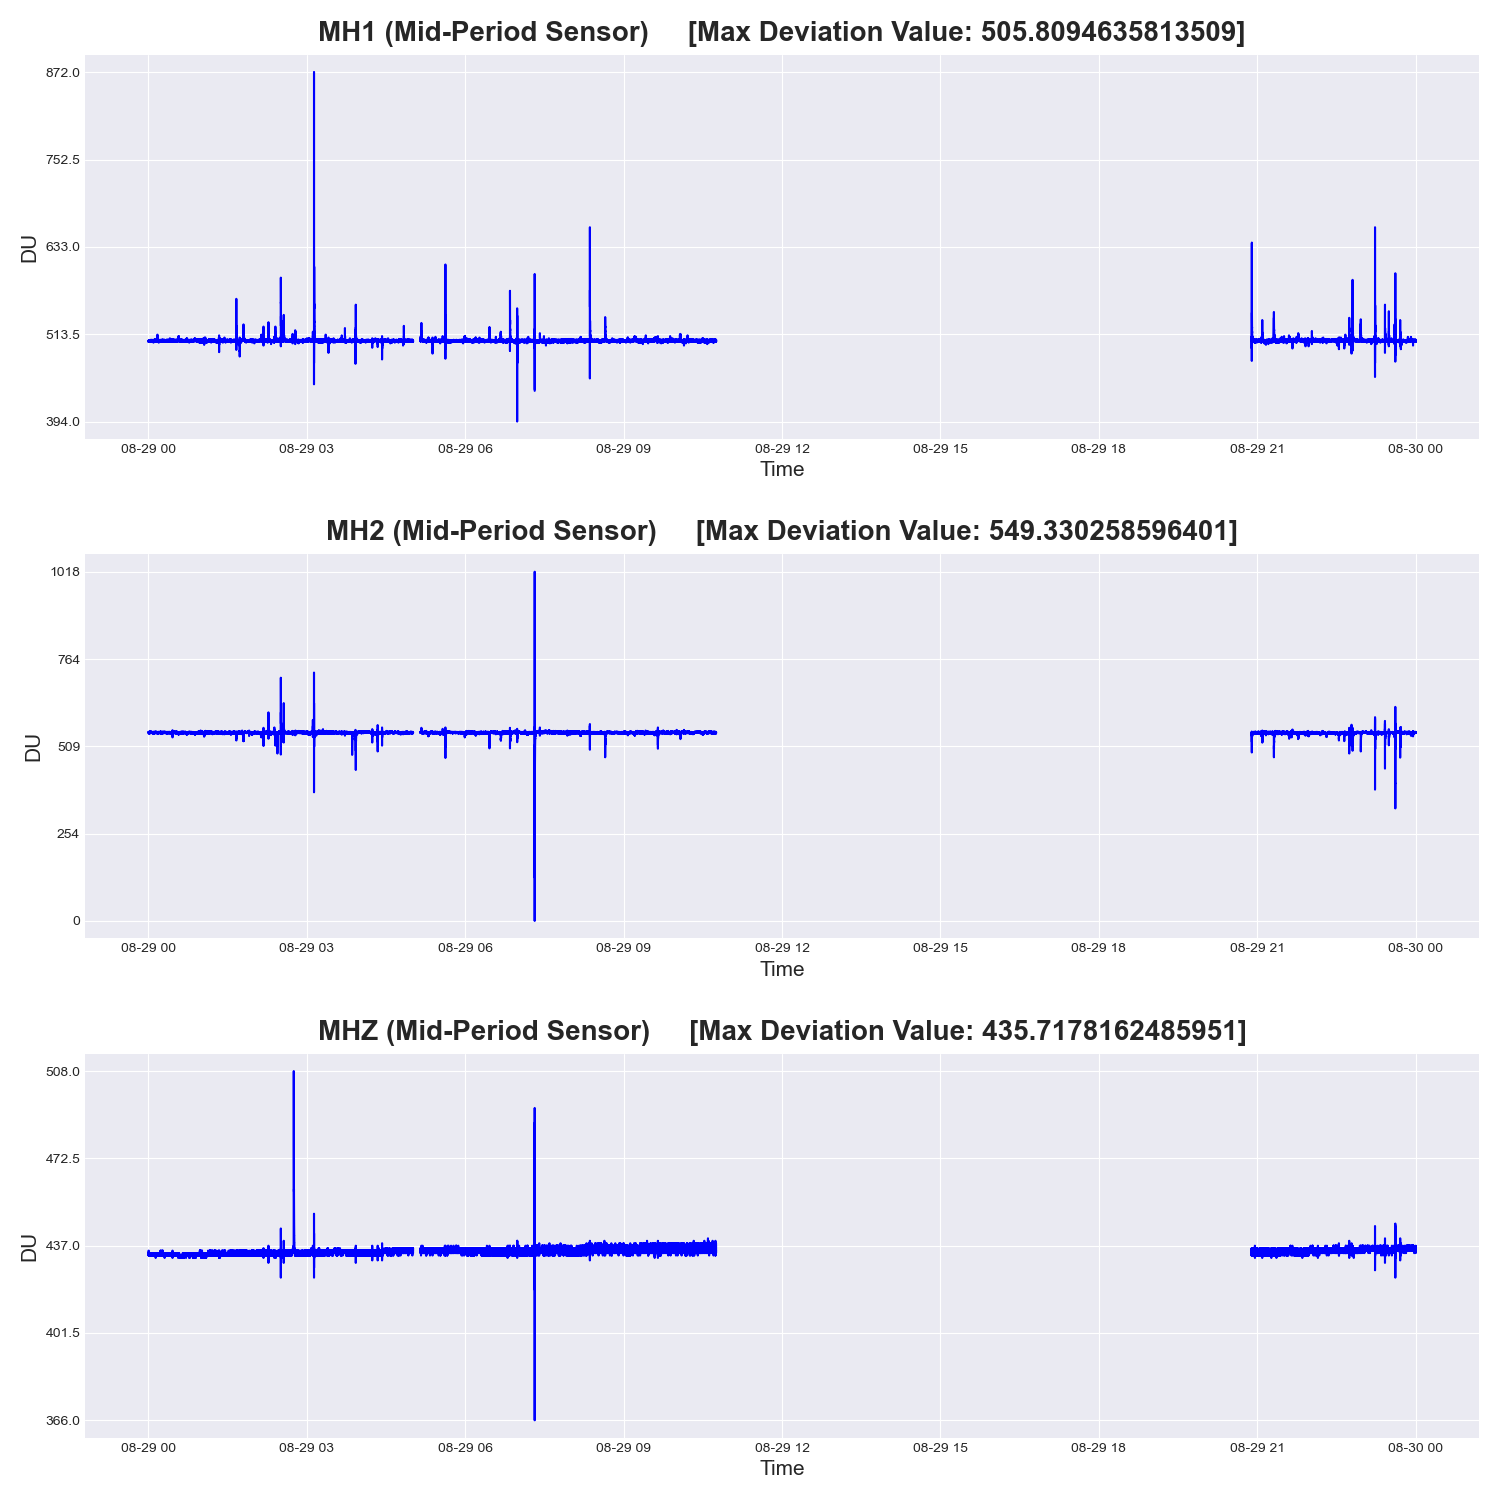 MH1 (Mid-Period Sensor) [Max Deviation Value: 505.8094635813509]
872.0
752.5
633.0
513.5
394.0
DU
08-29 00 08-29 03 08-29 06 08-29 09 08-29 12 08-29 15 08-29 18 08-29 21 08-30 00
Time
MH2 (Mid-Period Sensor) [Max Deviation Value: 549.330258596401]
1018
764
509
254
0
DU
08-29 00 08-29 03 08-29 06 08-29 09 08-29 12 08-29 15 08-29 18 08-29 21 08-30 00
Time
MHZ (Mid-Period Sensor) [Max Deviation Value: 435.7178162485951]
508.0
472.5
437.0
401.5
366.0
DU
08-29 00 08-29 03 08-29 06 08-29 09 08-29 12 08-29 15 08-29 18 08-29 21 08-30 00
Time